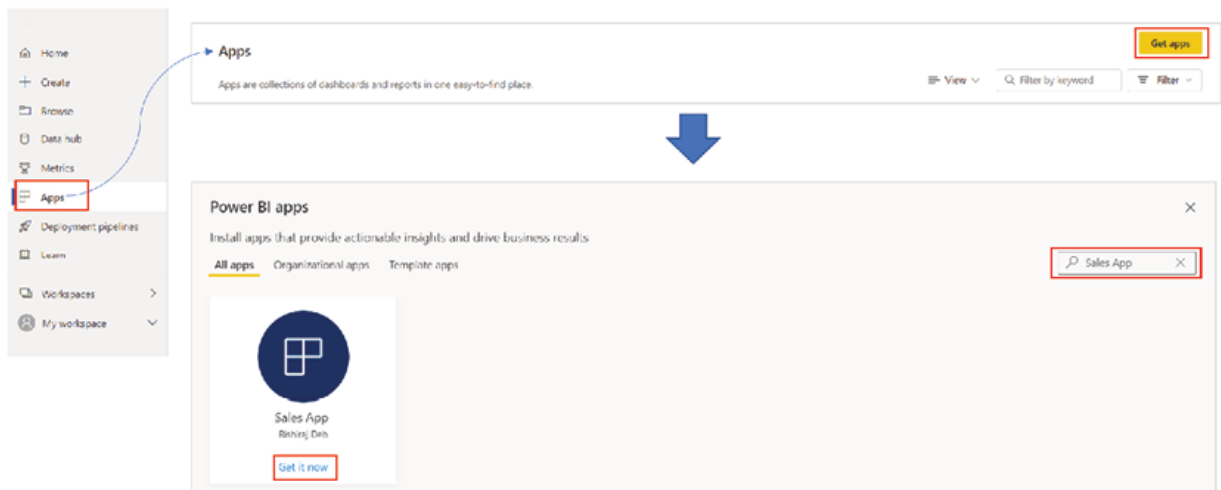 Home
Create
Browse
Data hub
Metrics
Apps
Deployment pipelines
Learn
Workspaces
My workspace
Apps
Get apps
Apps are collections of dashboards and reports in one easy-to-find place.
View
Filter by keyword
Filter
Power BI apps
Install apps that provide actionable insights and drive business results
All apps Organizational apps Template apps
Sales App
Sales App
Rishiraj Deb
Get it now